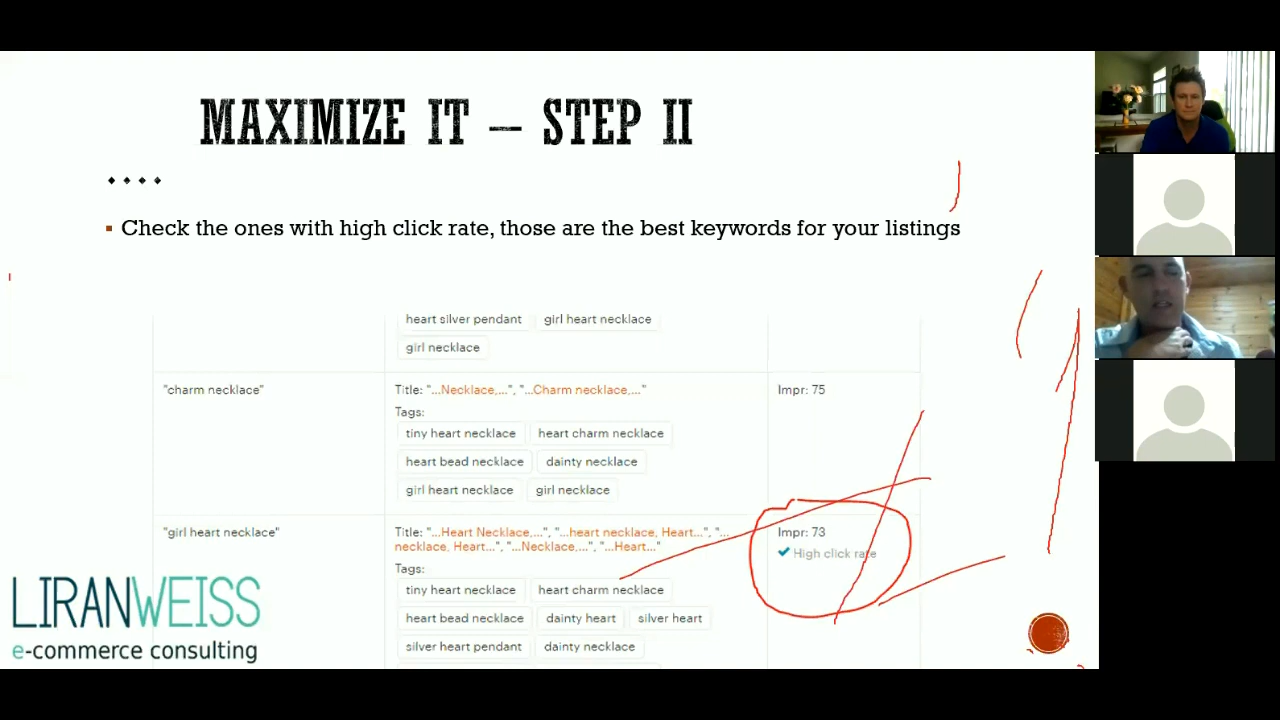 MAXIMIZE IT – STEP II
▪ Check the ones with high click rate, those are the best keywords for your listings
heart silver pendant girl heart necklace
girl necklace
"charm necklace" Title: "...Necklace,...", "...Charm necklace,..." Impr: 75
Tags:
tiny heart necklace heart charm necklace
heart bead necklace dainty necklace
girl heart necklace girl necklace
"girl heart necklace" Title: "...Heart Necklace,...", "...heart necklace, Heart...", "... Impr: 73
necklace, Heart...", "...Necklace,...", "...Heart..." High click rate
Tags:
tiny heart necklace heart charm necklace
heart bead necklace dainty heart silver heart
silver heart pendant dainty necklace
LIRANWEISS
e-commerce consulting